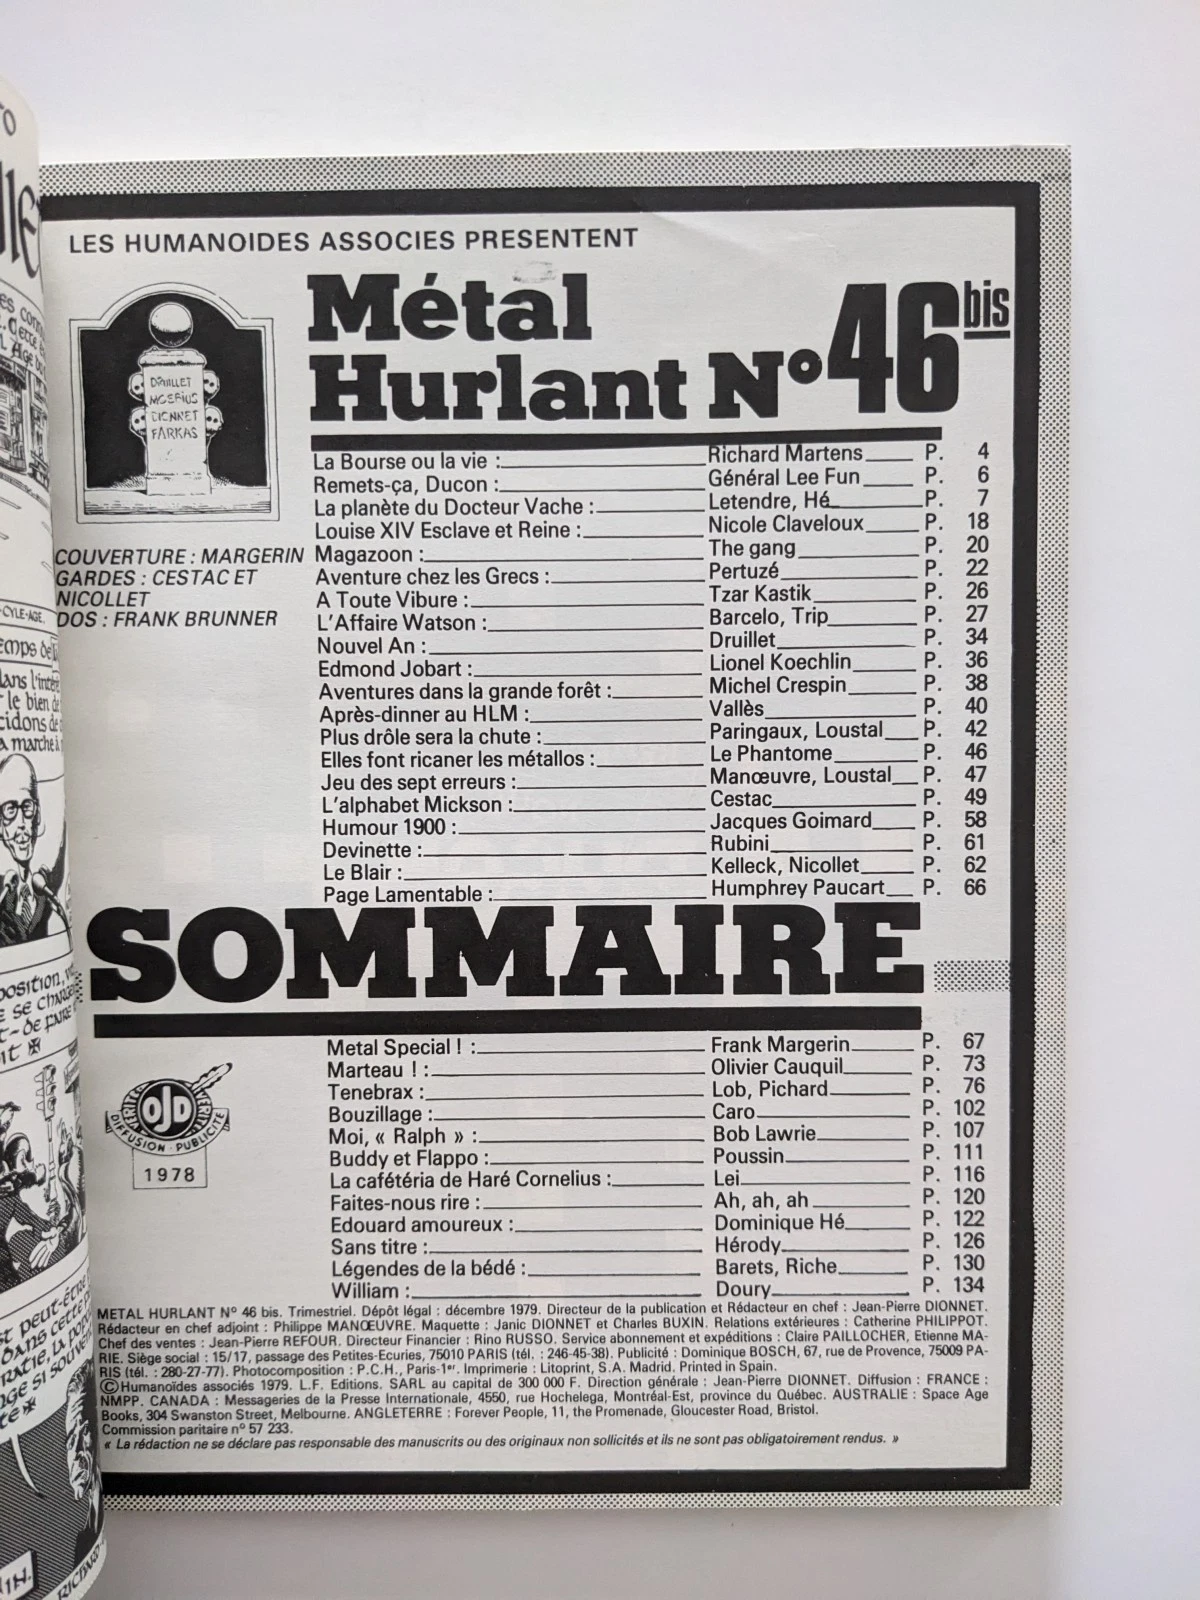 LES HUMANOIDES ASSOCIES PRESENTENT
Métal
Hurlant Nº 46 bis
DRUILLET
MOEBIUS
DIONNET
FARKAS
COUVERTURE : MARGERIN
GARDES : CESTAC ET
NICOLLET
DOS : FRANK BRUNNER
La Bourse ou la vie : Richard Martens P. 4
Remets-ça, Ducon : Général Lee Fun P. 6
La planète du Docteur Vache : Letendre, Hé P. 7
Louise XIV Esclave et Reine : Nicole Claveloux P. 18
Magazoon : The gang P. 20
Aventure chez les Grecs : Pertuzé P. 22
A Toute Vibure : Tzar Kastik P. 26
L'Affaire Watson : Barcelo, Trip P. 27
Nouvel An : Druillet P. 34
Edmond Jobart : Lionel Koechlin P. 36
Aventures dans la grande forêt : Michel Crespin P. 38
Après-dinner au HLM : Vallès P. 40
Plus drôle sera la chute : Paringaux, Loustal P. 42
Elles font ricaner les métallos : Le Phantome P. 46
Jeu des sept erreurs : Manœuvre, Loustal P. 47
L'alphabet Mickson : Cestac P. 49
Humour 1900 : Jacques Goimard P. 58
Devinette : Rubini P. 61
Le Blair : Kelleck, Nicollet P. 62
Page Lamentable : Humphrey Paucart P. 66
SOMMAIRE
Metal Special ! : Frank Margerin P. 67
Marteau ! : Olivier Cauquil P. 73
Tenebrax : Lob, Pichard P. 76
Bouzillage : Caro P. 102
Moi, « Ralph » : Bob Lawrie P. 107
Buddy et Flappo : Poussin P. 111
La cafétéria de Haré Cornelius : Lei P. 116
Faites-nous rire : Ah, ah, ah P. 120
Edouard amoureux : Dominique Hé P. 122
Sans titre : Hérody P. 126
Légendes de la bédé : Barets, Riche P. 130
William : Doury P. 134
OJD
DIFFUSION · PUBLICITE
1978
METAL HURLANT Nº 46 bis. Trimestriel. Dépôt légal : décembre 1979. Directeur de la publication et Rédacteur en chef : Jean-Pierre DIONNET.
Rédacteur en chef adjoint : Philippe MANŒUVRE. Maquette : Janic DIONNET et Charles BUXIN. Relations extérieures : Catherine PHILIPPOT.
Chef des ventes : Jean-Pierre REFOUR. Directeur Financier : Rino RUSSO. Service abonnement et expéditions : Claire PAILLOCHER, Etienne MA-
RIE. Siège social : 15/17, passage des Petites-Ecuries, 75010 PARIS (tél. : 246-45-38). Publicité : Dominique BOSCH, 67, rue de Provence, 75009 PA-
RIS (tél. : 280-27-77). Photocomposition : P.C.H., Paris-1er. Imprimerie : Litoprint, S.A. Madrid. Printed in Spain.
©Humanoïdes associés 1979. L.F. Editions. SARL au capital de 300 000 F. Direction générale : Jean-Pierre DIONNET. Diffusion : FRANCE :
NMPP. CANADA : Messageries de la Presse Internationale, 4550, rue Hochelega, Montréal-Est, province du Québec. AUSTRALIE : Space Age
Books, 304 Swanston Street, Melbourne. ANGLETERRE : Forever People, 11, the Promenade, Gloucester Road, Bristol.
Commission paritaire nº 57 233.
« La rédaction ne se déclare pas responsable des manuscrits ou des originaux non sollicités et ils ne sont pas obligatoirement rendus. »